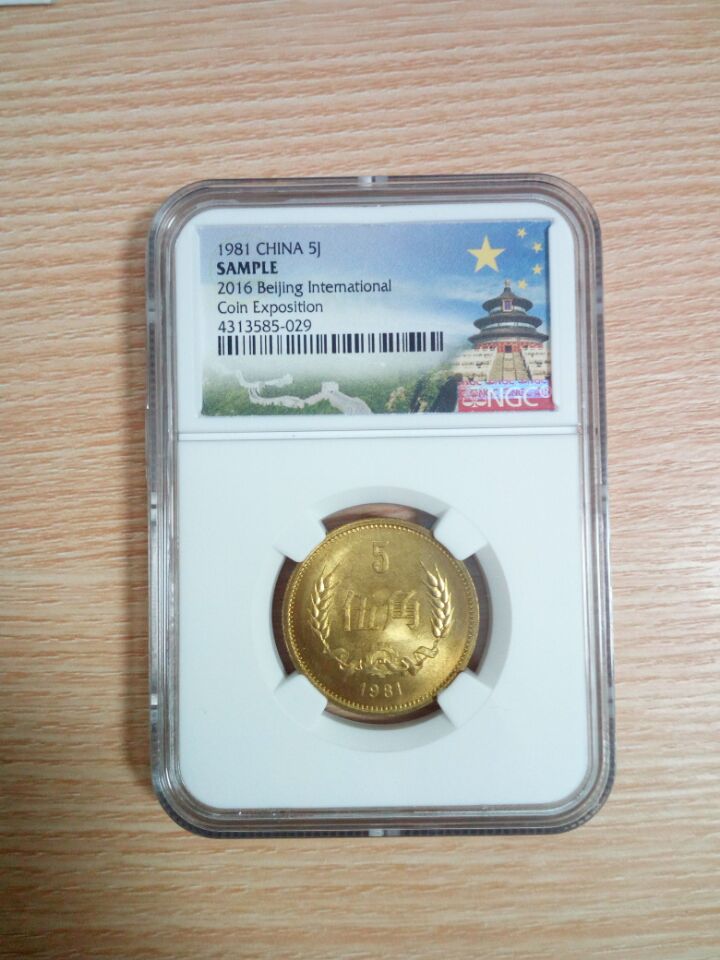 1981 CHINA 5J
SAMPLE
2016 Beijing International
Coin Exposition
4313585-029
NGC
5
伍角
1981